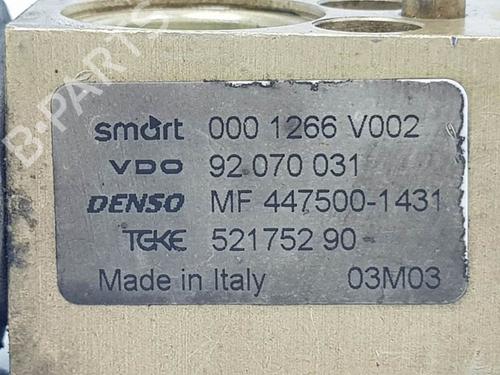 B-PARTS
smart 000 1266 V002
VDO 92 070 031
DENSO MF 447500-1431
TCKE 521752 90
Made in Italy 03M03